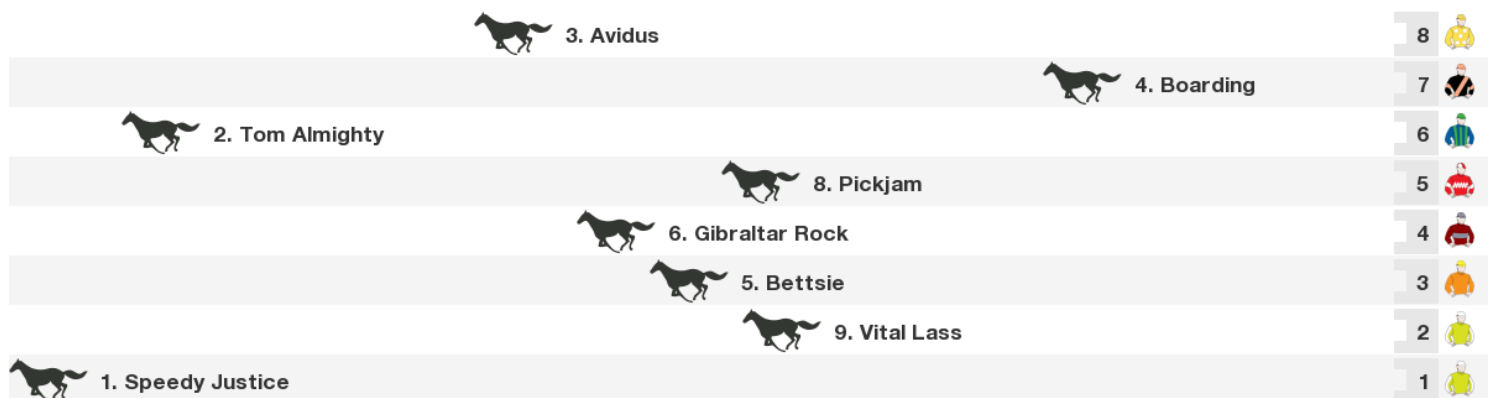 3. Avidus 8
4. Boarding 7
2. Tom Almighty 6
8. Pickjam 5
6. Gibraltar Rock 4
5. Bettsie 3
9. Vital Lass 2
1. Speedy Justice 1